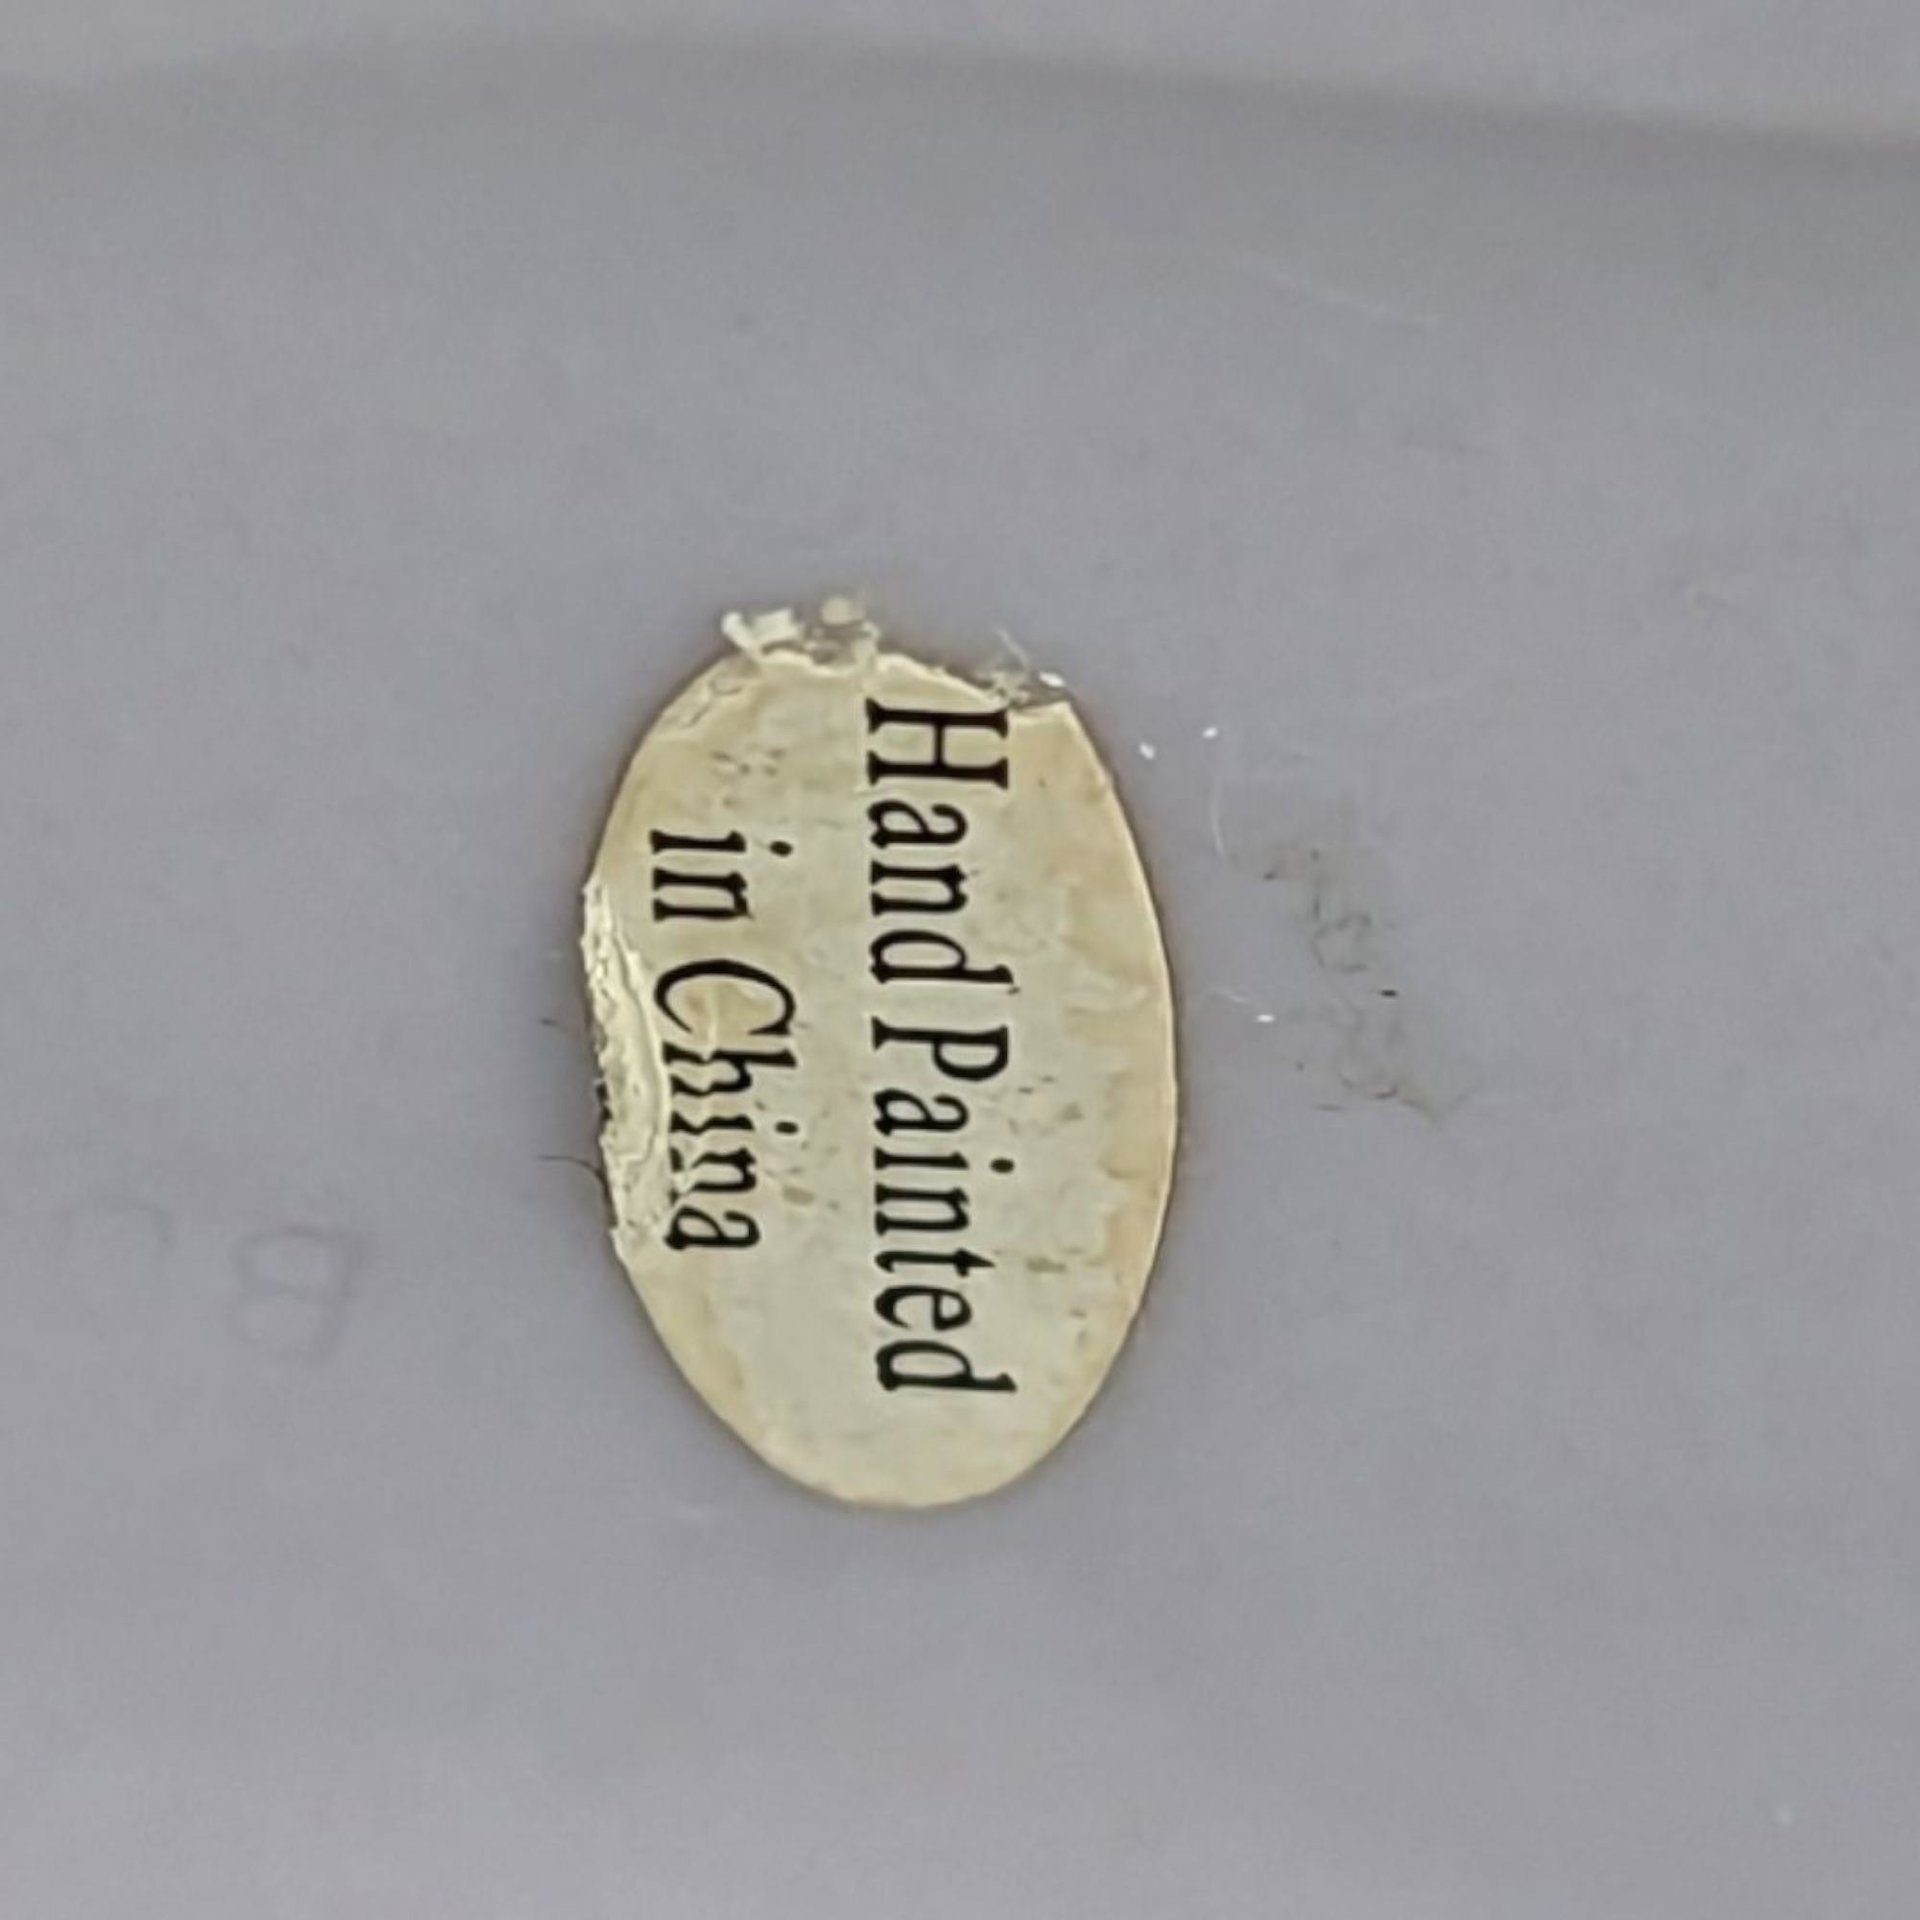 Hand Painted
in China